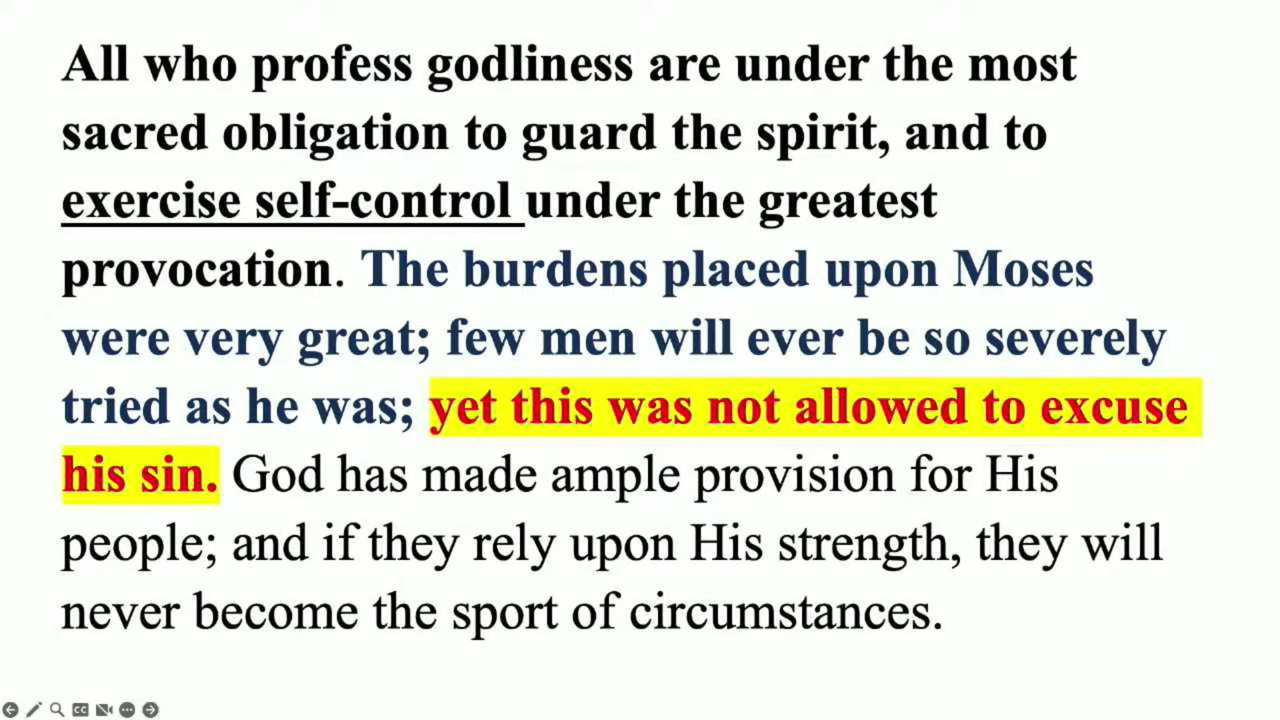 All who profess godliness are under the most
sacred obligation to guard the spirit, and to
exercise self-control under the greatest
provocation. The burdens placed upon Moses
were very great; few men will ever be so severely
tried as he was; yet this was not allowed to excuse
his sin. God has made ample provision for His
people; and if they rely upon His strength, they will
never become the sport of circumstances.
CC